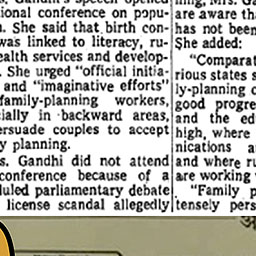 s. Gandhi's speech opened
tional conference on popu-
n. She said that birth con-
was linked to literacy, ru-
ealth services and develop-
She urged "official initia-
and "imaginative efforts"
family-planning workers,
ially in backward areas,
ersuade couples to accept
y planning.
s. Gandhi did not attend
conference because of a
duled parliamentary debate
license scandal allegedly
ning, Mrs. Ga
are aware tha
has not been
She added:
"Comparat
rious states s
ly-planning c
good progre
and the ed
high, where
nications a
and where ru
are working
"Family p
tensely pers